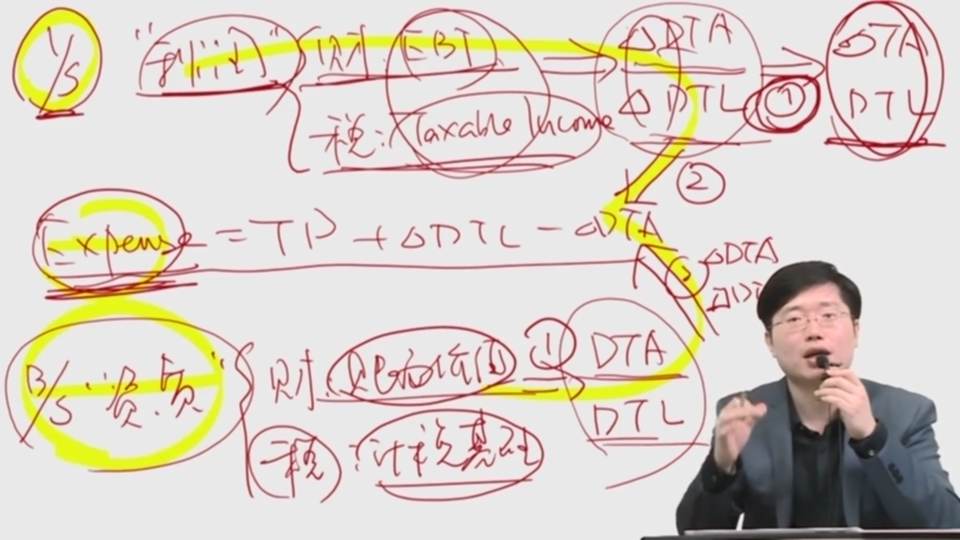 I/S "利润" 财: EBT ⇒ ΔDTA ⇒ DTA
税: Taxable Income ΔDTL ① DTL
②
Expense = TP + ΔDTL - ΔDTA
③ ΔDTA
B/S "资.负" 财: 账面价值 ① ⇒ DTA
税: 计税基础 DTL